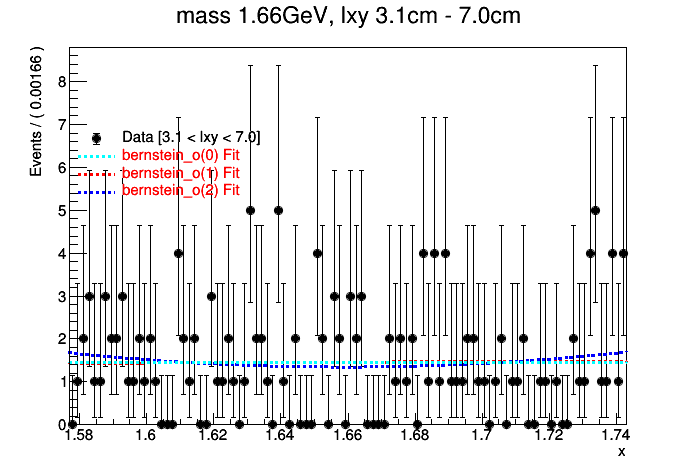 mass 1.66GeV, lxy 3.1cm - 7.0cm
Events / ( 0.00166 )
8
7
6
5
4
3
2
1
0
Data [3.1 < lxy < 7.0]
bernstein_o(0) Fit
bernstein_o(1) Fit
bernstein_o(2) Fit
1.58 1.6 1.62 1.64 1.66 1.68 1.7 1.72 1.74
x